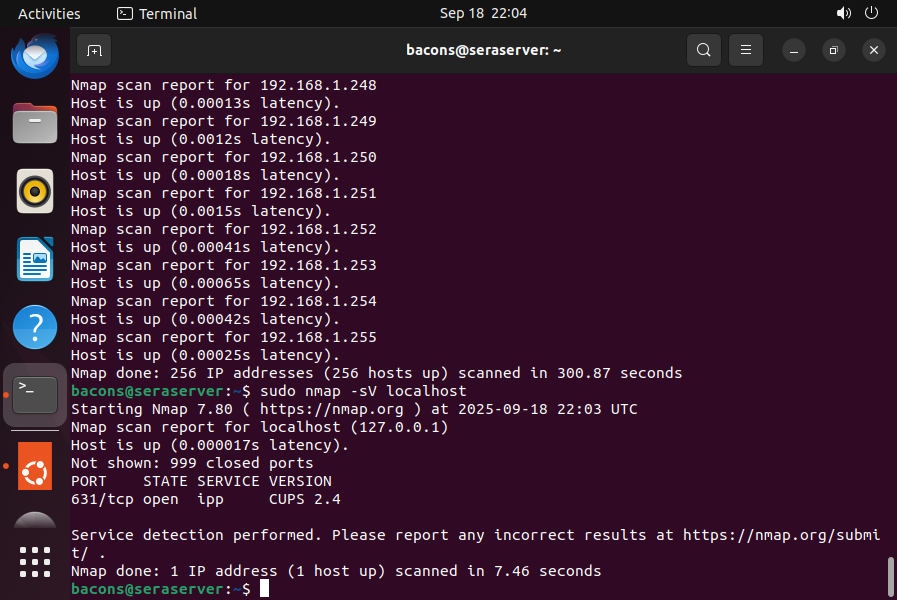 Activities Terminal Sep 18 22:04
bacons@seraserver: ~
Nmap scan report for 192.168.1.248
Host is up (0.00013s latency).
Nmap scan report for 192.168.1.249
Host is up (0.0012s latency).
Nmap scan report for 192.168.1.250
Host is up (0.00018s latency).
Nmap scan report for 192.168.1.251
Host is up (0.0015s latency).
Nmap scan report for 192.168.1.252
Host is up (0.00041s latency).
Nmap scan report for 192.168.1.253
Host is up (0.00065s latency).
Nmap scan report for 192.168.1.254
Host is up (0.00042s latency).
Nmap scan report for 192.168.1.255
Host is up (0.00025s latency).
Nmap done: 256 IP addresses (256 hosts up) scanned in 300.87 seconds
bacons@seraserver:~$ sudo nmap -sV localhost
Starting Nmap 7.80 ( https://nmap.org ) at 2025-09-18 22:03 UTC
Nmap scan report for localhost (127.0.0.1)
Host is up (0.000017s latency).
Not shown: 999 closed ports
PORT    STATE SERVICE VERSION
631/tcp open  ipp     CUPS 2.4

Service detection performed. Please report any incorrect results at https://nmap.org/submi
t/ .
Nmap done: 1 IP address (1 host up) scanned in 7.46 seconds
bacons@seraserver:~$